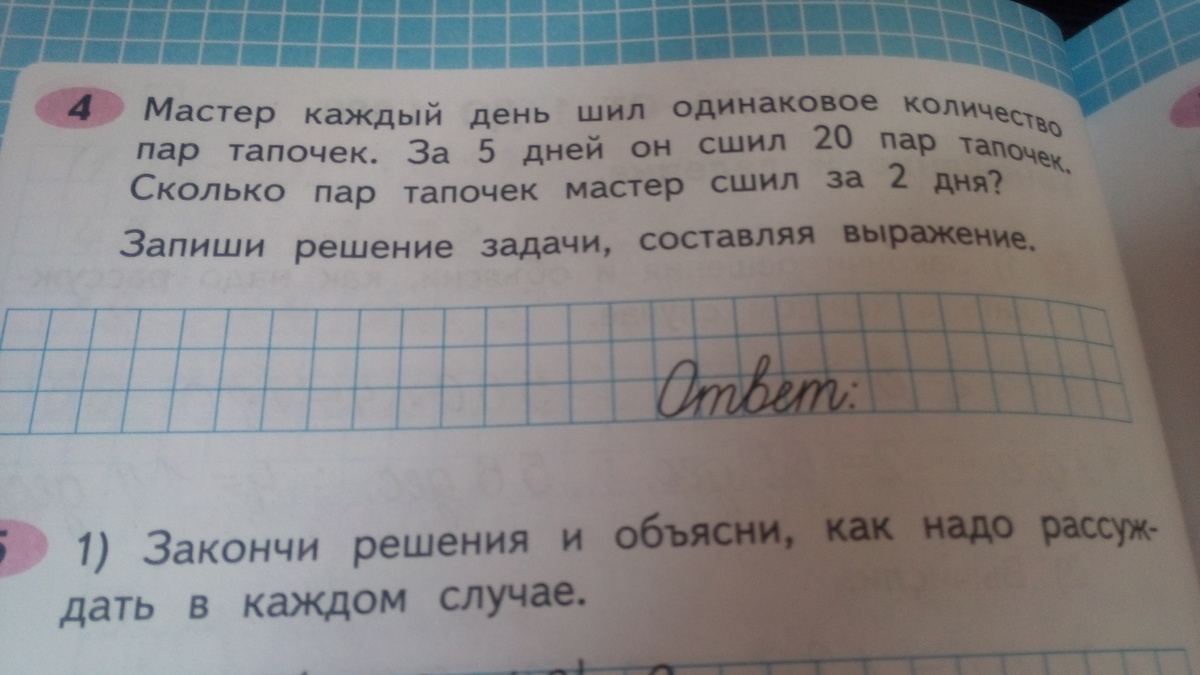 4 Мастер каждый день шил одинаковое количество
пар тапочек. За 5 дней он сшил 20 пар тапочек.
Сколько пар тапочек мастер сшил за 2 дня?
Запиши решение задачи, составляя выражение.
Ответ:
5 1) Закончи решения и объясни, как надо рассуж-
дать в каждом случае.